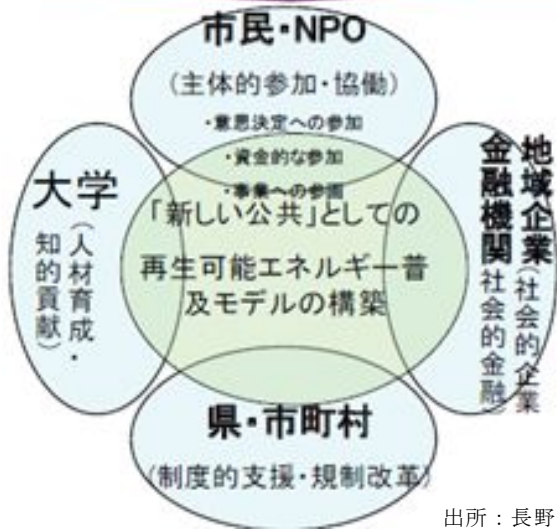 市民・NPO
(主体的参加・協働)
・意思決定への参加
・資金的な参加
・事業への参画
大学
(人材育成・
知的貢献)
「新しい公共」としての
再生可能エネルギー普
及モデルの構築
地域企業(社会的企業
金融機関 社会的金融)
県・市町村
(制度的支援・規制改革)
出所:長野